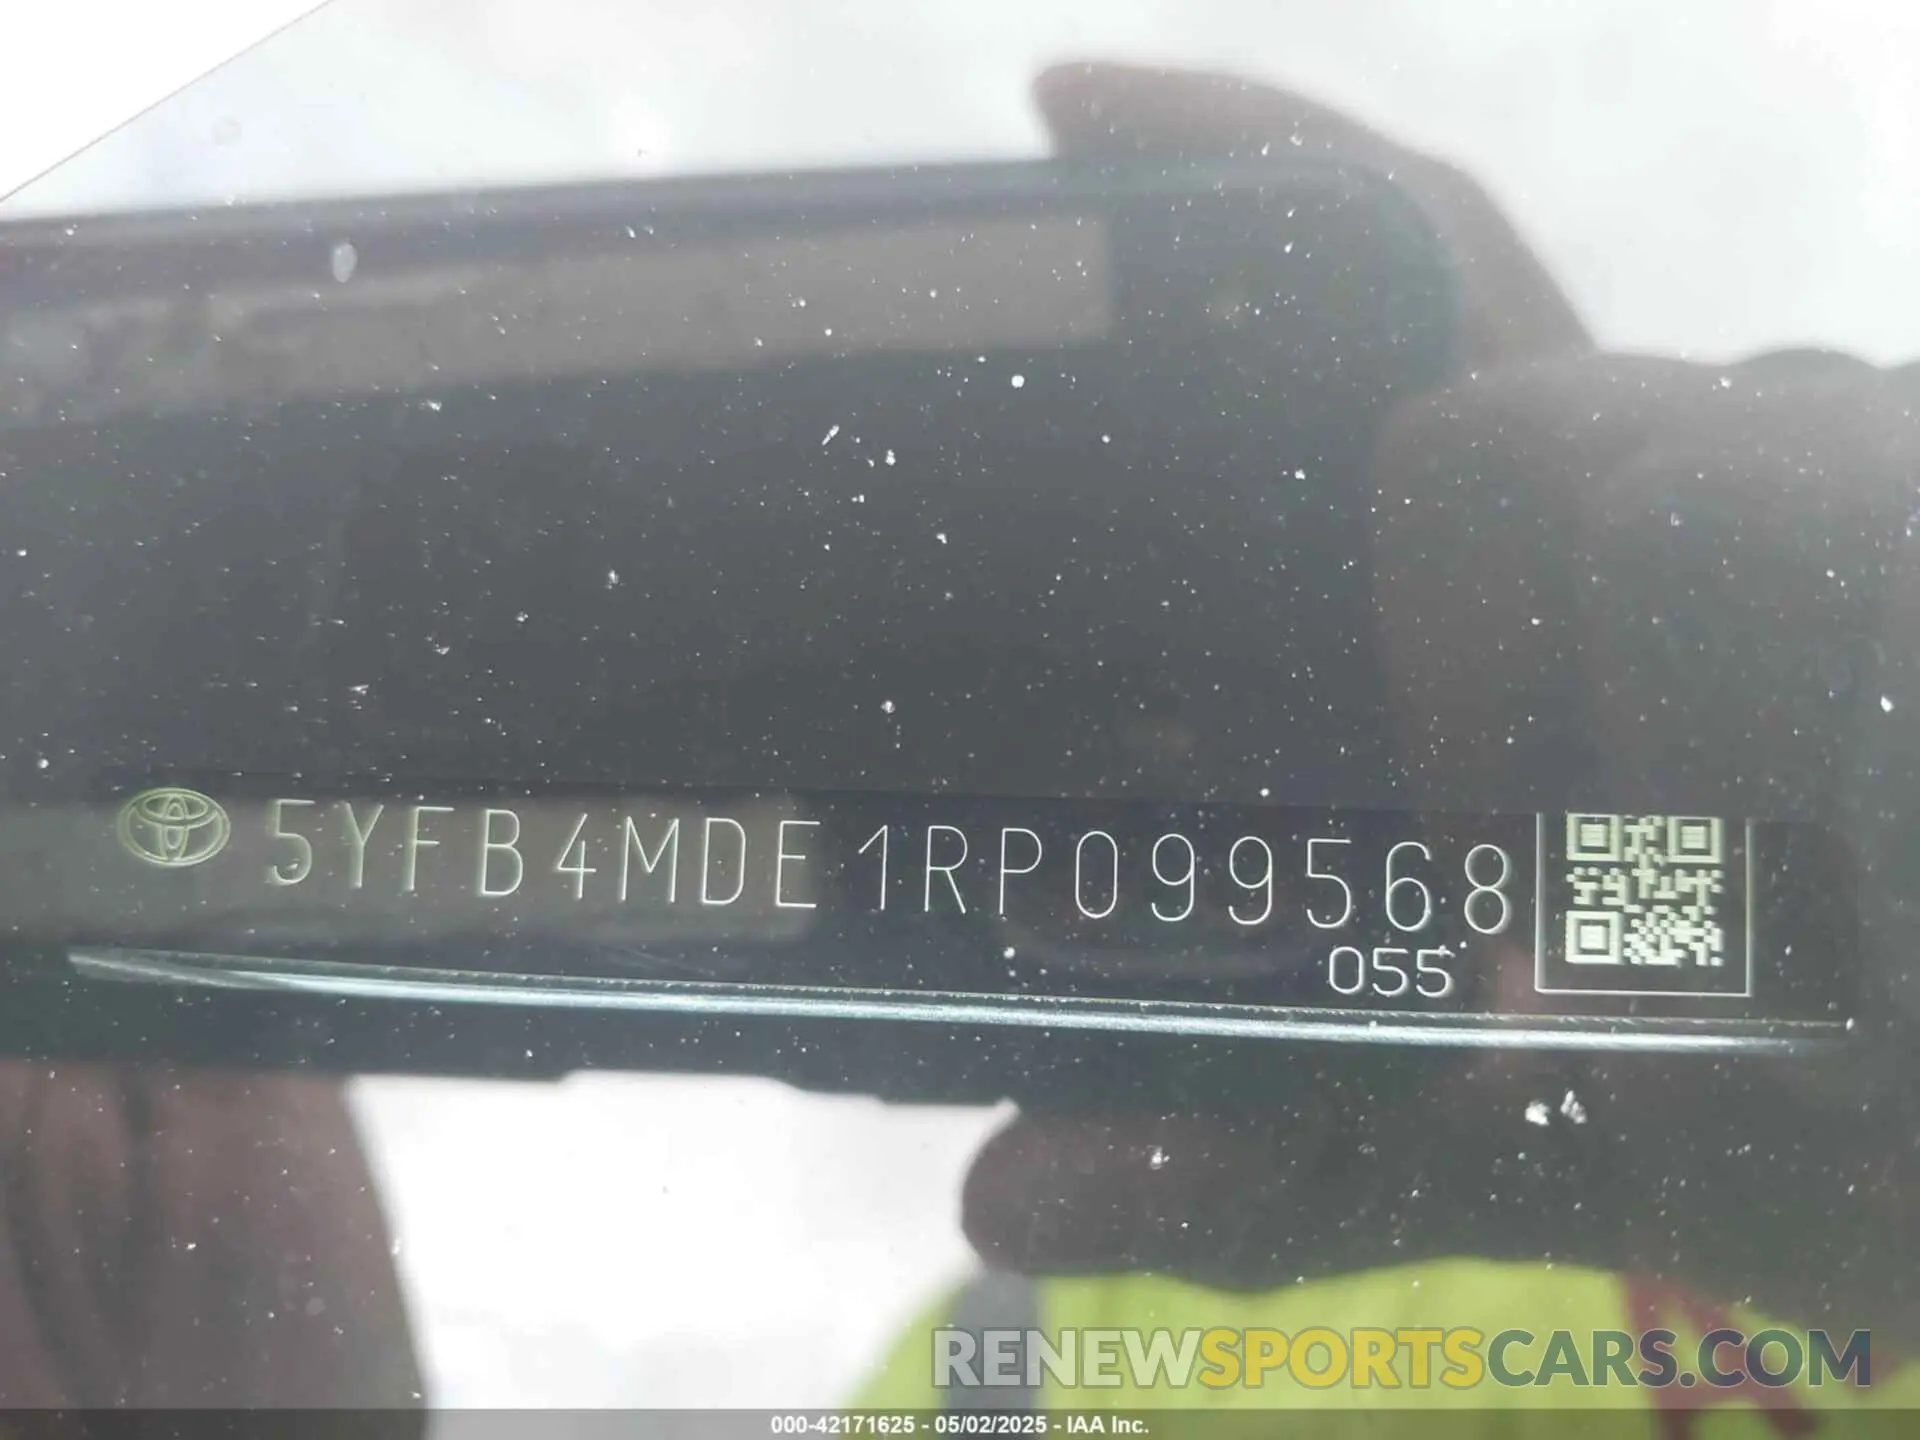 5YFB4MDE1RP099568
055
RENEWSPORTSCARS.COM
000-42171625 - 05/02/2025 - IAA Inc.